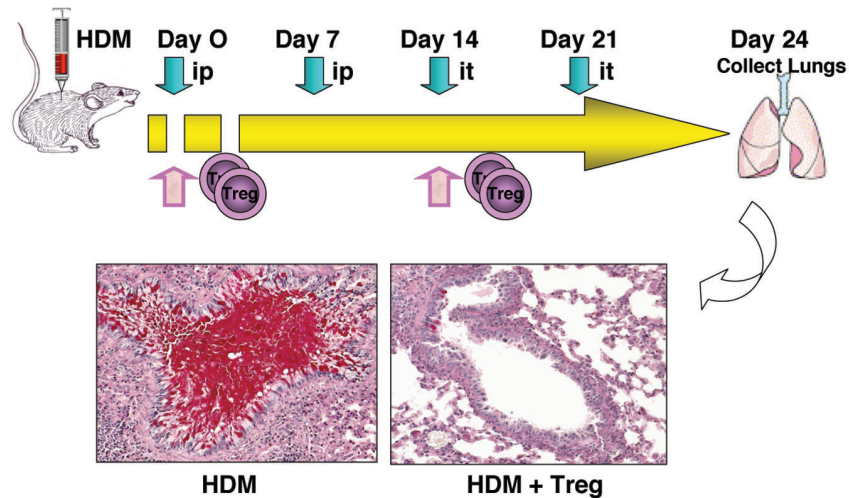 HDM
Day O
Day 7
Day 14
Day 21
Day 24
ip
ip
it
it
Collect Lungs
Treg
Treg
HDM
HDM + Treg